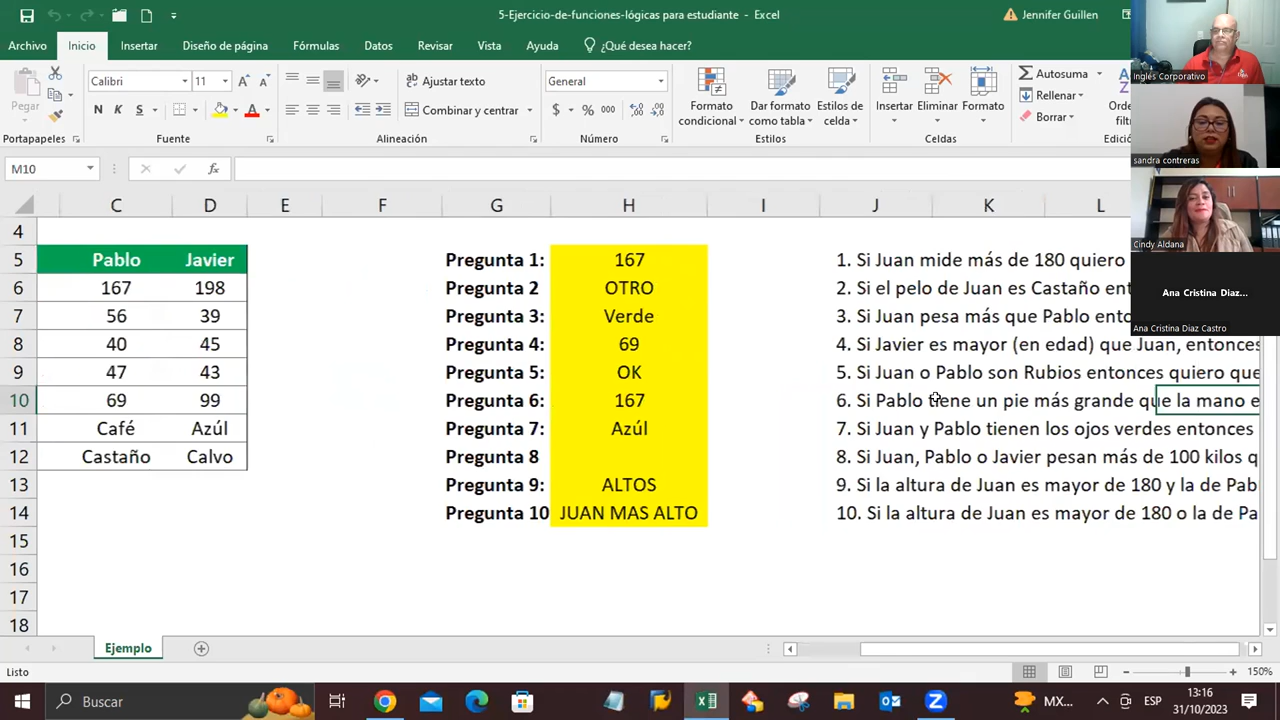 5-Ejercicio-de-funciones-lógicas para estudiante - Excel
Jennifer Guillen
Archivo Inicio Insertar Diseño de página Fórmulas Datos Revisar Vista Ayuda ¿Qué desea hacer?
Pegar
Calibri 11
N K S
Ajustar texto
Combinar y centrar
General
$ % 000
Formato condicional
Dar formato como tabla
Estilos de celda
Insertar
Eliminar
Formato
Autosuma
Rellenar
Borrar
Portapapeles Fuente Alineación Número Estilos Celdas
Inglés Corporativo
sandra contreras
Cindy Aldana
Ana Cristina Diaz...
Ana Cristina Diaz Castro
M10
fx
C D E F G H I J K L
4
5 Pablo Javier Pregunta 1: 167 1. Si Juan mide más de 180 quiero
6 167 198 Pregunta 2 OTRO 2. Si el pelo de Juan es Castaño
7 56 39 Pregunta 3: Verde 3. Si Juan pesa más que Pablo
8 40 45 Pregunta 4: 69 4. Si Javier es mayor (en edad) que Juan, entonces
9 47 43 Pregunta 5: OK 5. Si Juan o Pablo son Rubios entonces quiero que
10 69 99 Pregunta 6: 167 6. Si Pablo tiene un pie más grande que la mano
11 Café Azúl Pregunta 7: Azúl 7. Si Juan y Pablo tienen los ojos verdes entonces
12 Castaño Calvo Pregunta 8 8. Si Juan, Pablo o Javier pesan más de 100 kilos
13 Pregunta 9: ALTOS 9. Si la altura de Juan es mayor de 180 y la de
14 Pregunta 10 JUAN MAS ALTO 10. Si la altura de Juan es mayor de 180 o la de
15
16
17
18
Ejemplo
Listo
150%
Buscar
MX...
ESP
13:16
31/10/2023